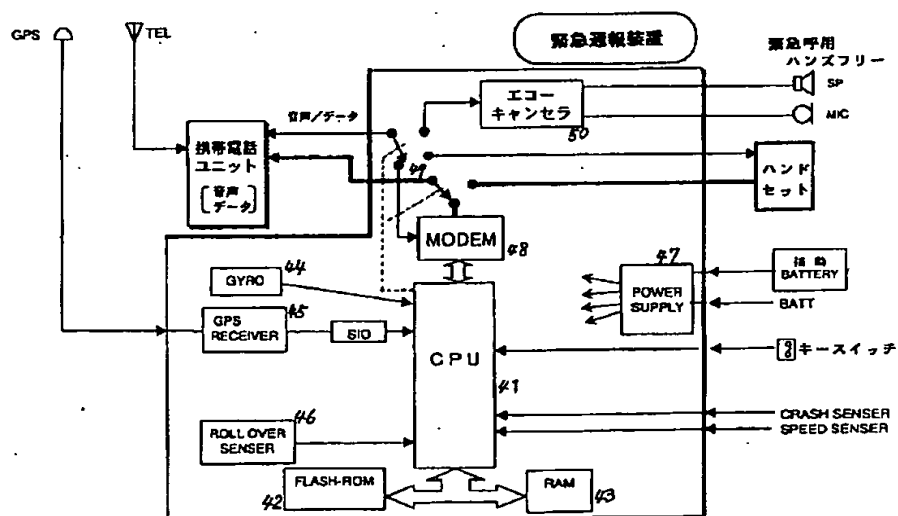 GPS
TEL
緊急通報装置
緊急呼用
ハンズフリー
SP
MIC
エコー
キャンセラ
50
音声/データ
携帯電話
ユニット
音声
データ
49
ハンド
セット
MODEM
48
GYRO
44
GPS
RECEIVER
45
SIO
CPU
41
47
POWER
SUPPLY
補助
BATTERY
BATT
キースイッチ
ROLL OVER
SENSER
46
CRASH SENSER
SPEED SENSER
FLASH-ROM
42
RAM
43